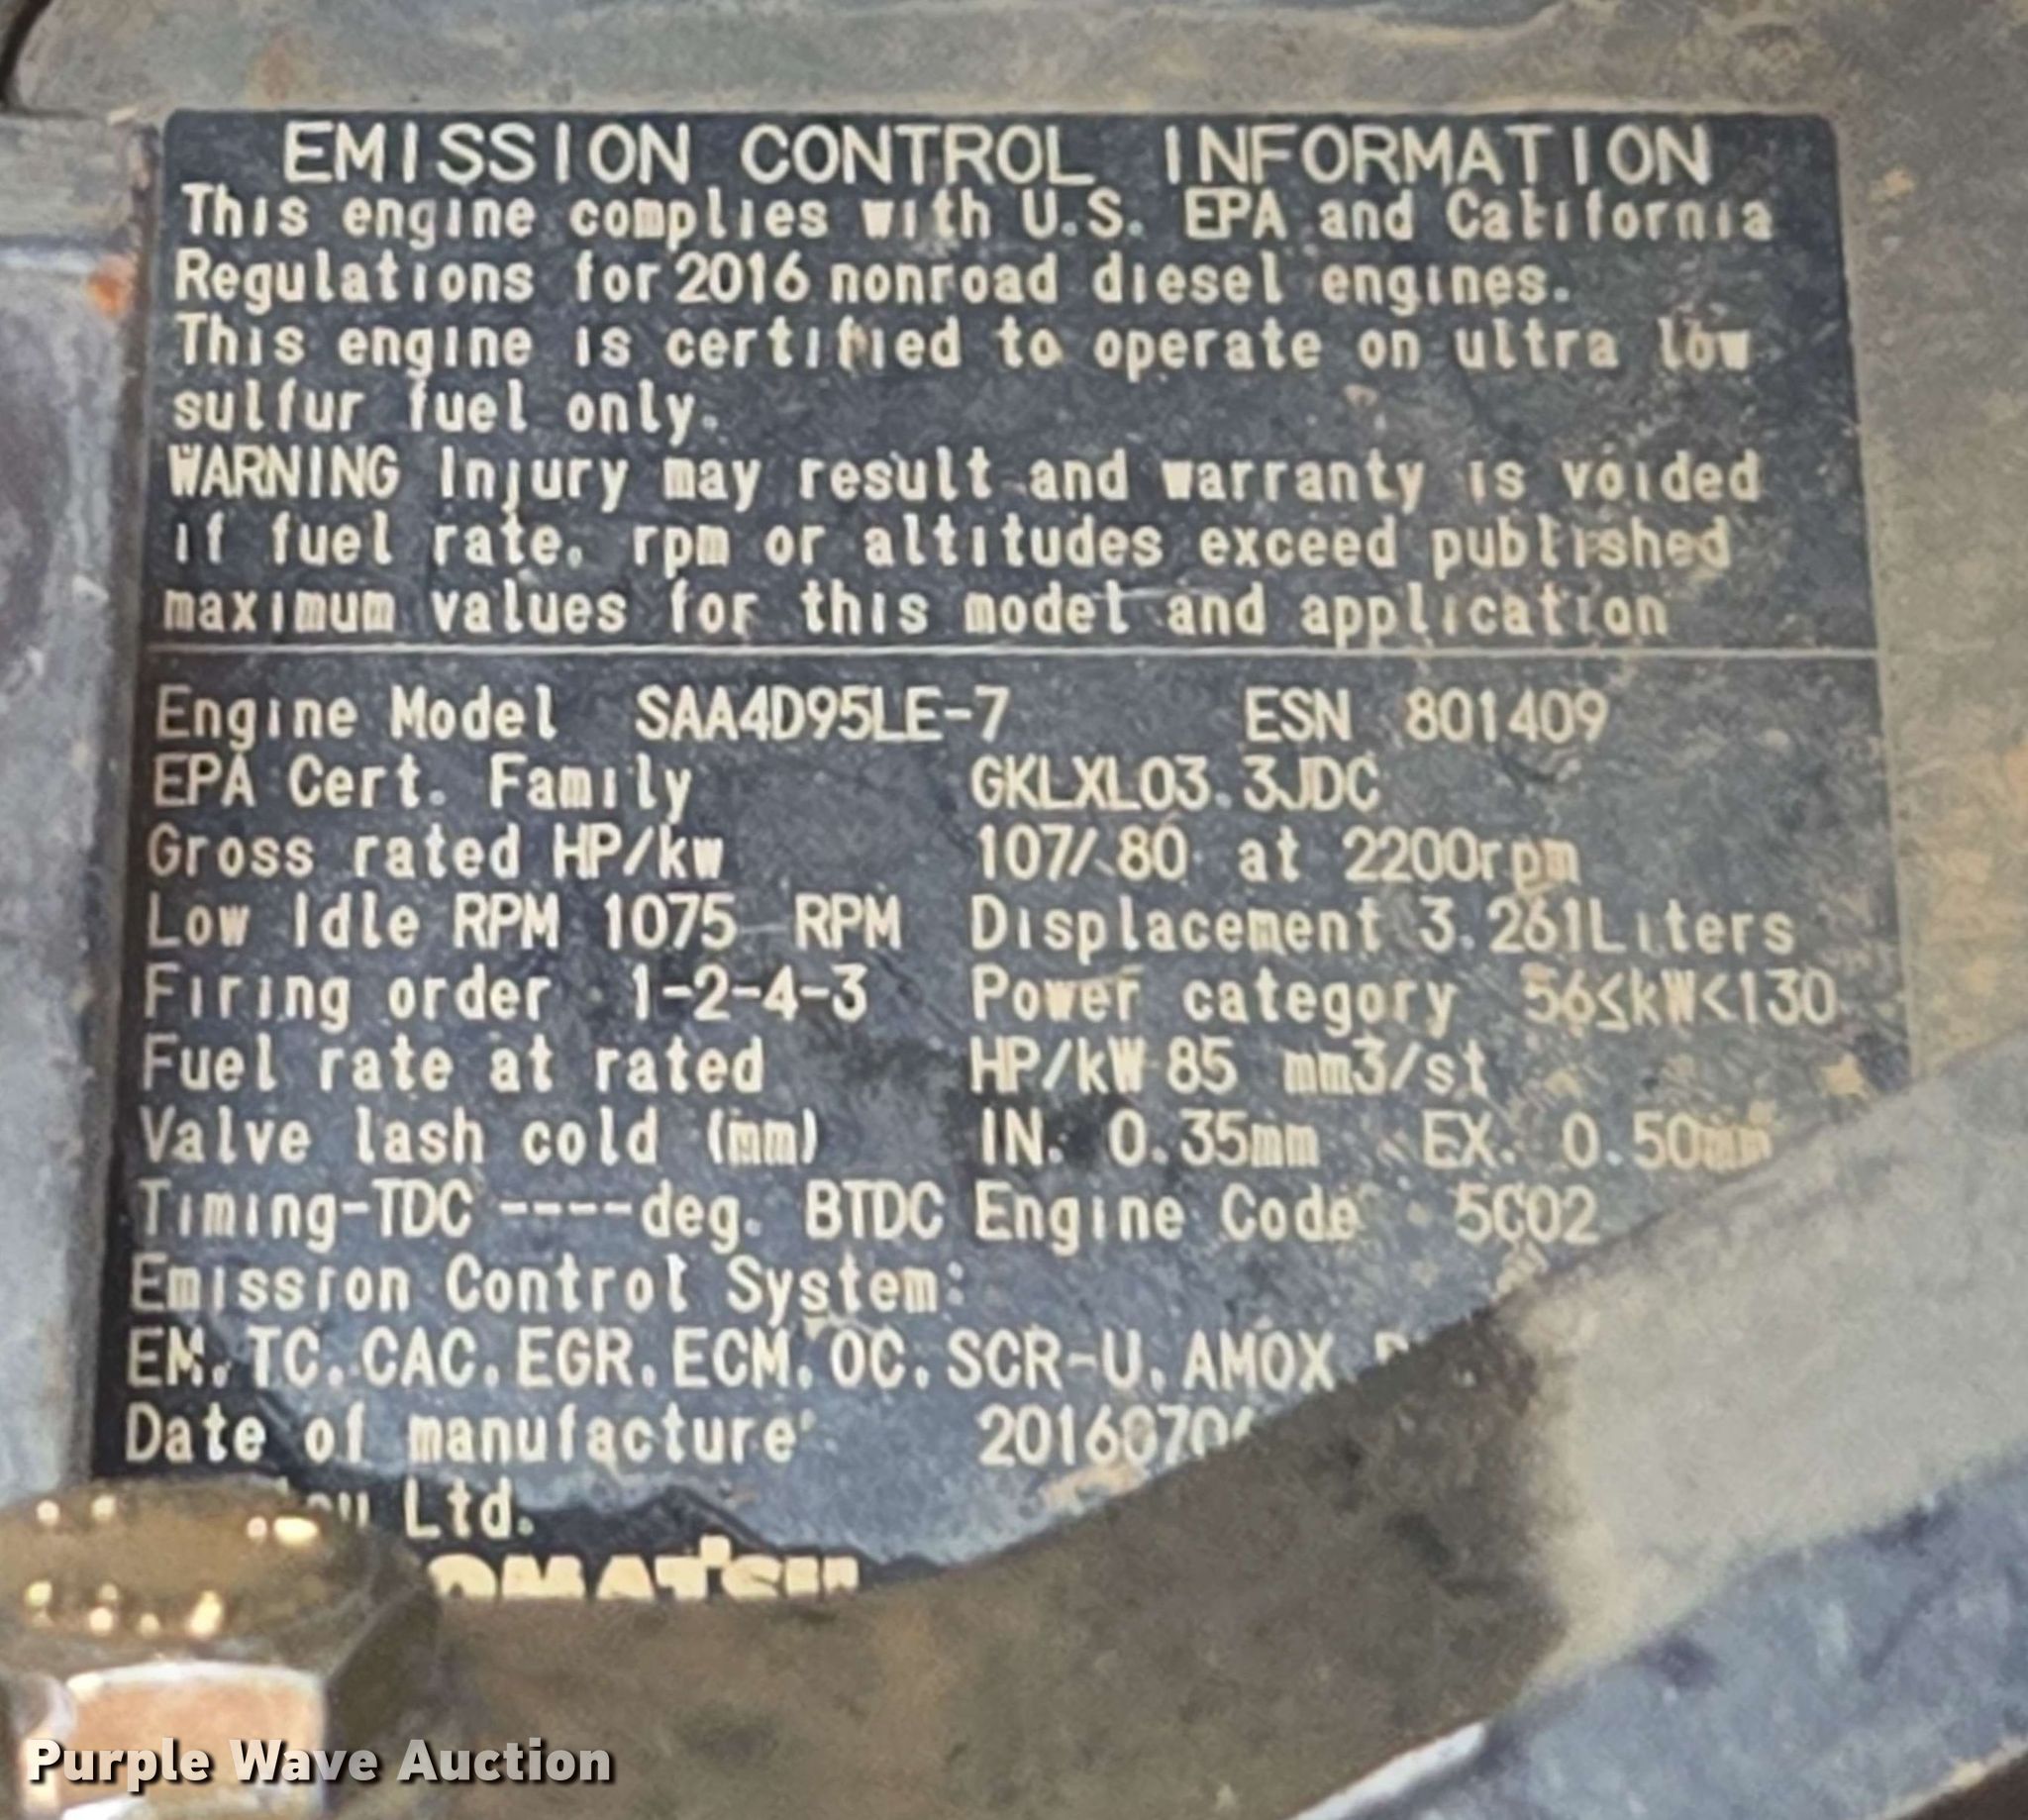 EMISSION CONTROL INFORMATION
This engine complies with U.S. EPA and California
Regulations for 2016 nonroad diesel engines.
This engine is certified to operate on ultra low
sulfur fuel only.
WARNING Injury may result and warranty is voided
if fuel rate, rpm or altitudes exceed published
maximum values for this model and application
Engine Model SAA4D95LE-7 ESN 801409
EPA Cert. Family GKLXL03.3JDC
Gross rated HP/kw 107/ 80 at 2200rpm
Low Idle RPM 1075 RPM Displacement 3.261Liters
Firing order 1-2-4-3 Power category 56≤kW<130
Fuel rate at rated HP/kW 85 mm3/st
Valve lash cold (mm) IN. 0.35mm EX. 0.50mm
Timing-TDC ----deg. BTDC Engine Code 5C02
Emission Control System:
EM, TC, CAC, EGR, ECM, OC, SCR-U, AMOX
Date of manufacture
Ltd.
Purple Wave Auction